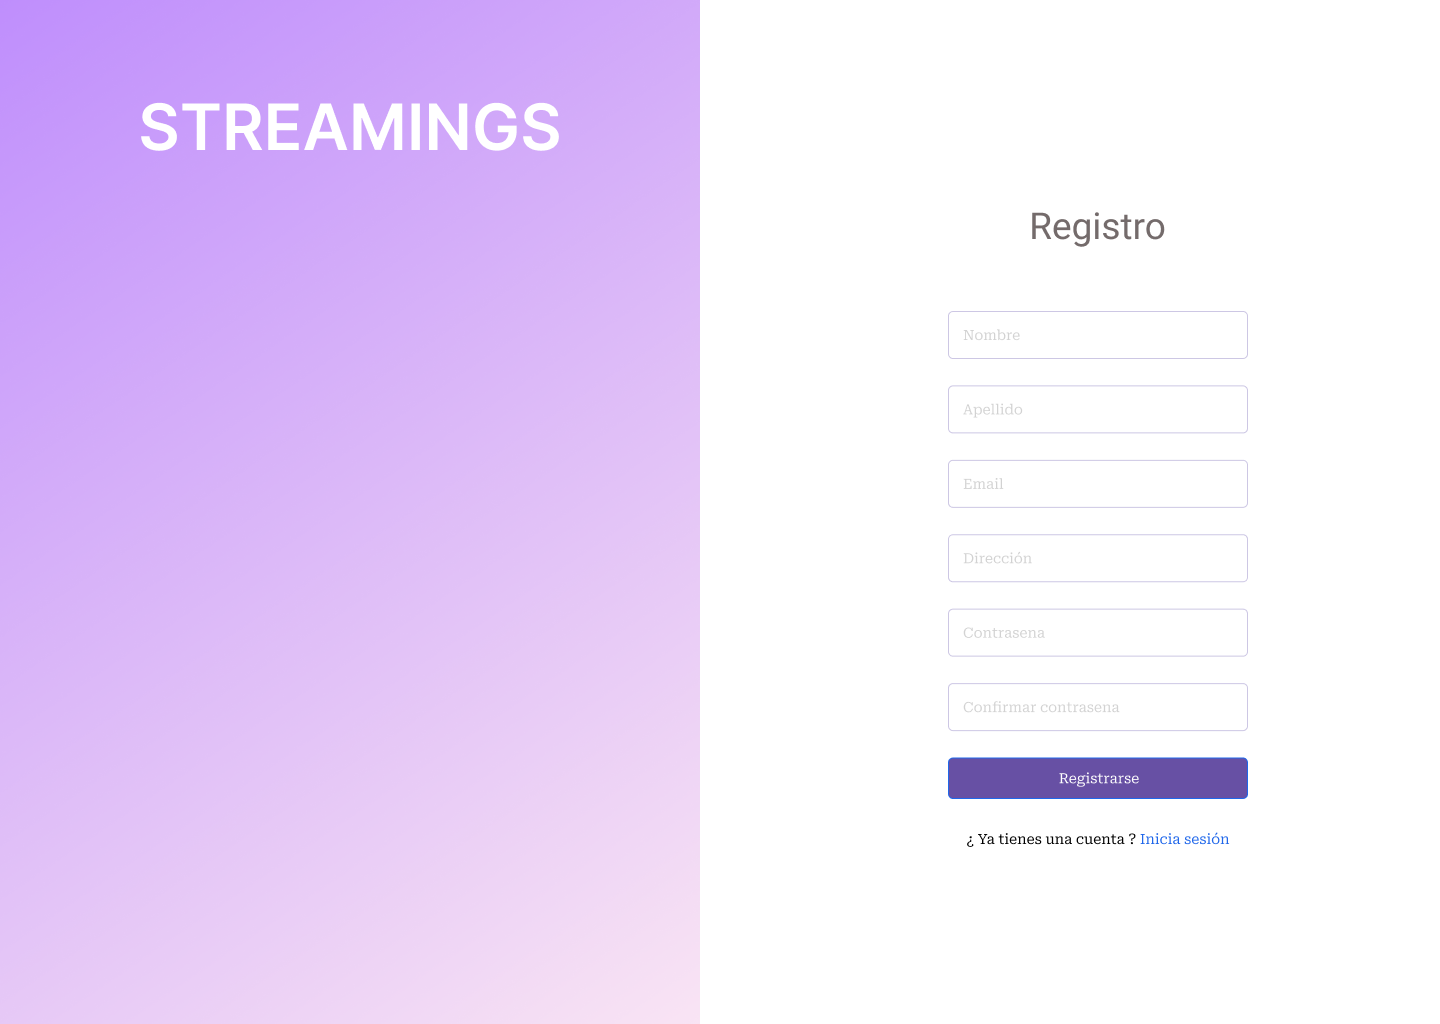 STREAMINGS
Registro
Nombre
Apellido
Email
Dirección
Contrasena
Confirmar contrasena
Registrarse
¿ Ya tienes una cuenta ? Inicia sesión